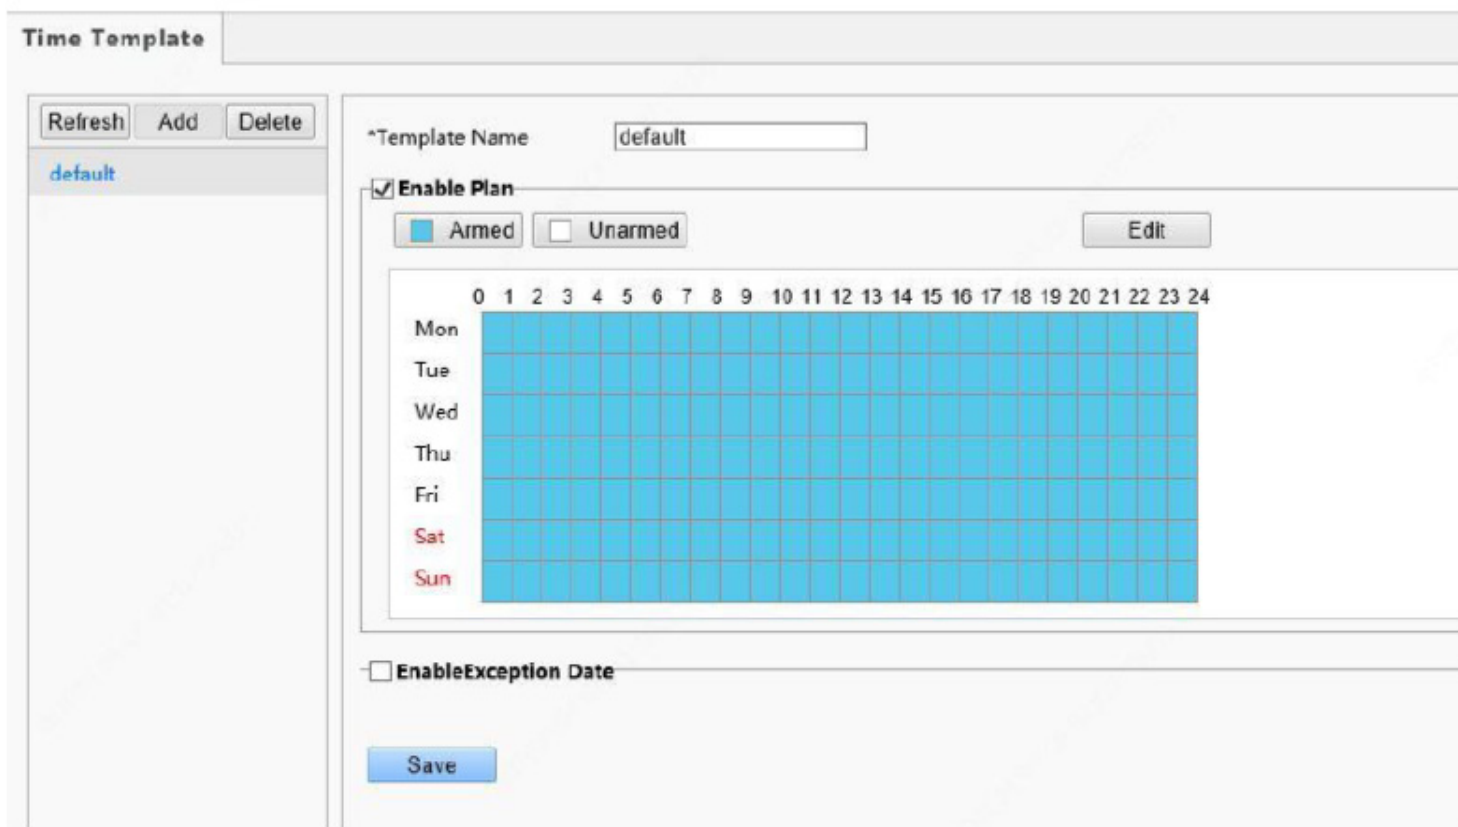 Time Template
Refresh Add Delete
default
*Template Name default
Enable Plan
Armed Unarmed Edit
0 1 2 3 4 5 6 7 8 9 10 11 12 13 14 15 16 17 18 19 20 21 22 23 24
Mon
Tue
Wed
Thu
Fri
Sat
Sun
EnableException Date
Save